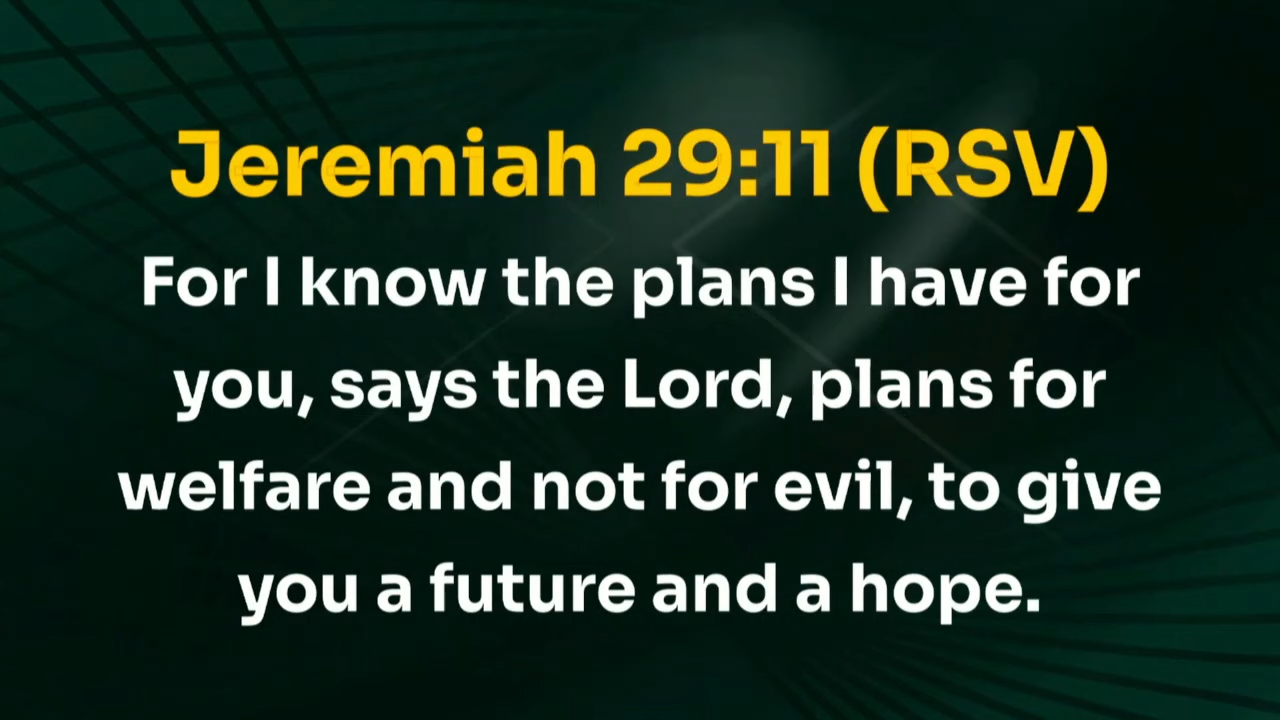 Jeremiah 29:11 (RSV)
For I know the plans I have for
you, says the Lord, plans for
welfare and not for evil, to give
you a future and a hope.